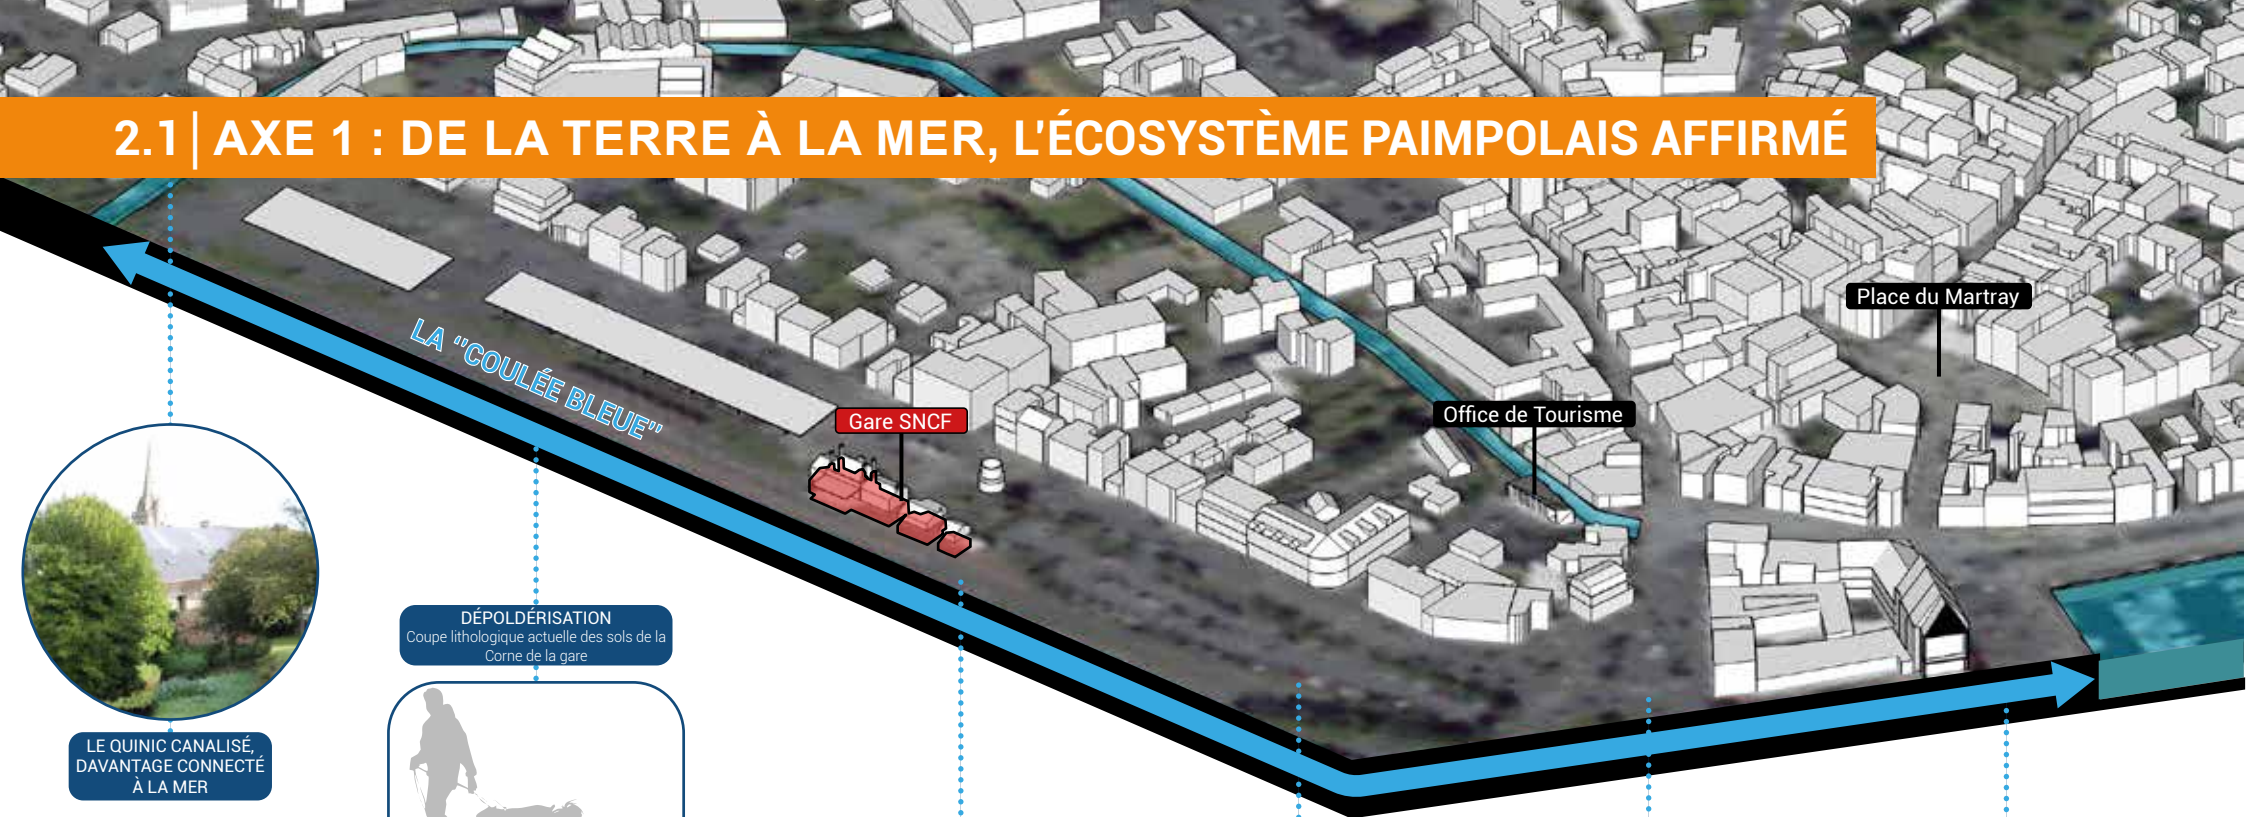 2.1| AXE 1 : DE LA TERRE À LA MER, L'ÉCOSYSTÈME PAIMPOLAIS AFFIRMÉ
Place du Martray
LA ''COULÉE BLEUE''
Gare SNCF
Office de Tourisme
DÉPOLDÉRISATION
Coupe lithologique actuelle des sols de la
Corne de la gare
LE QUINIC CANALISÉ,
DAVANTAGE CONNECTÉ
À LA MER